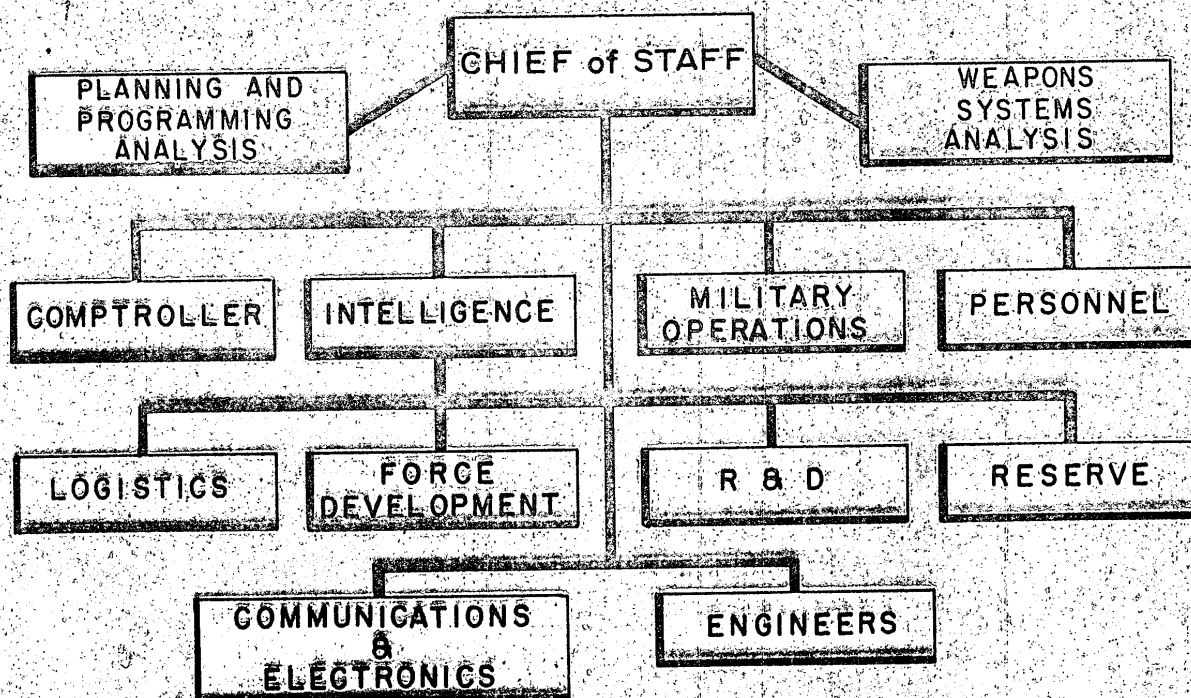 CHIEF of STAFF
PLANNING AND
PROGRAMMING
ANALYSIS
WEAPONS
SYSTEMS
ANALYSIS
COMPTROLLER
INTELLIGENCE
MILITARY
OPERATIONS
PERSONNEL
LOGISTICS
FORCE
DEVELOPMENT
R & D
RESERVE
COMMUNICATIONS
&
ELECTRONICS
ENGINEERS